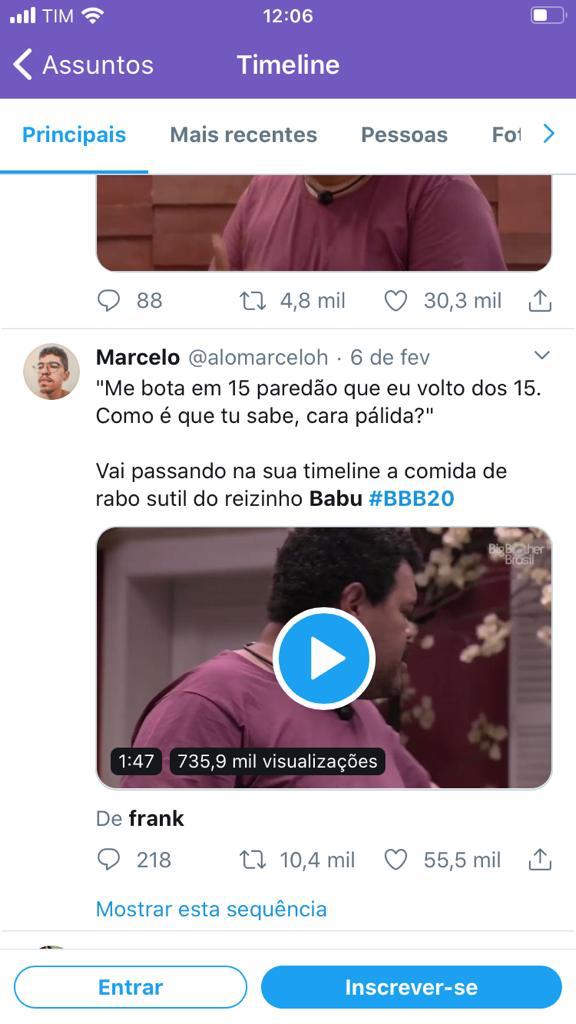 TIM 12:06
Assuntos Timeline
Principais Mais recentes Pessoas Fot
88 4,8 mil 30,3 mil
Marcelo @alomarceloh · 6 de fev
"Me bota em 15 paredão que eu volto dos 15.
Como é que tu sabe, cara pálida?"
Vai passando na sua timeline a comida de
rabo sutil do reizinho Babu #BBB20
Big Brother
Brasil
1:47 735,9 mil visualizações
De frank
218 10,4 mil 55,5 mil
Mostrar esta sequência
Entrar Inscrever-se